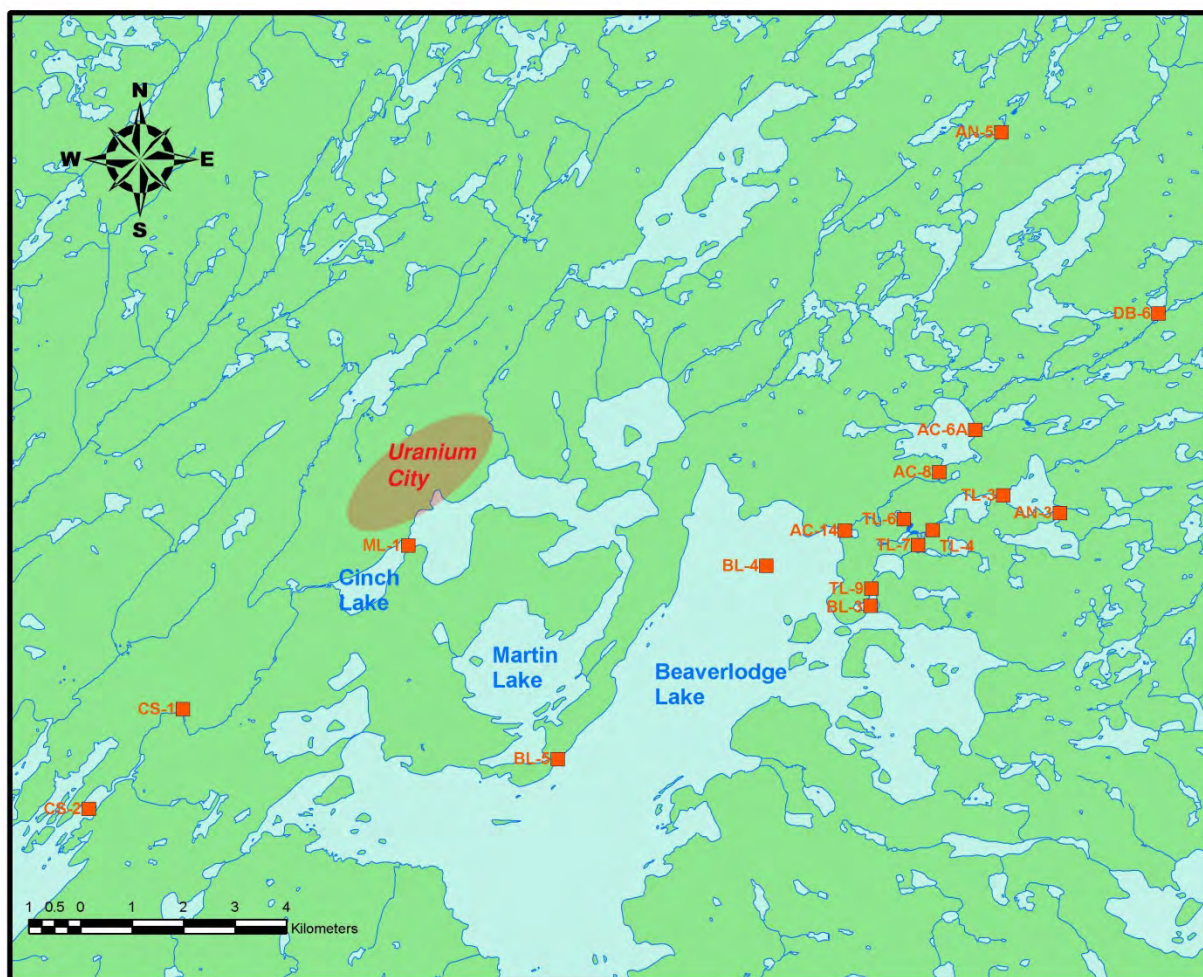 N
W
E
S
AN-5
DB-6
AC-6A
Uranium
City
AC-8
TL-3
AN-3
TL-6
AC-14
TL-4
ML-1
TL-7
BL-4
Cinch
Lake
TL-9
BL-3
Martin
Lake
Beaverlodge
Lake
CS-1
BL-5
CS-2
1 0.5 0 1 2 3 4
Kilometers